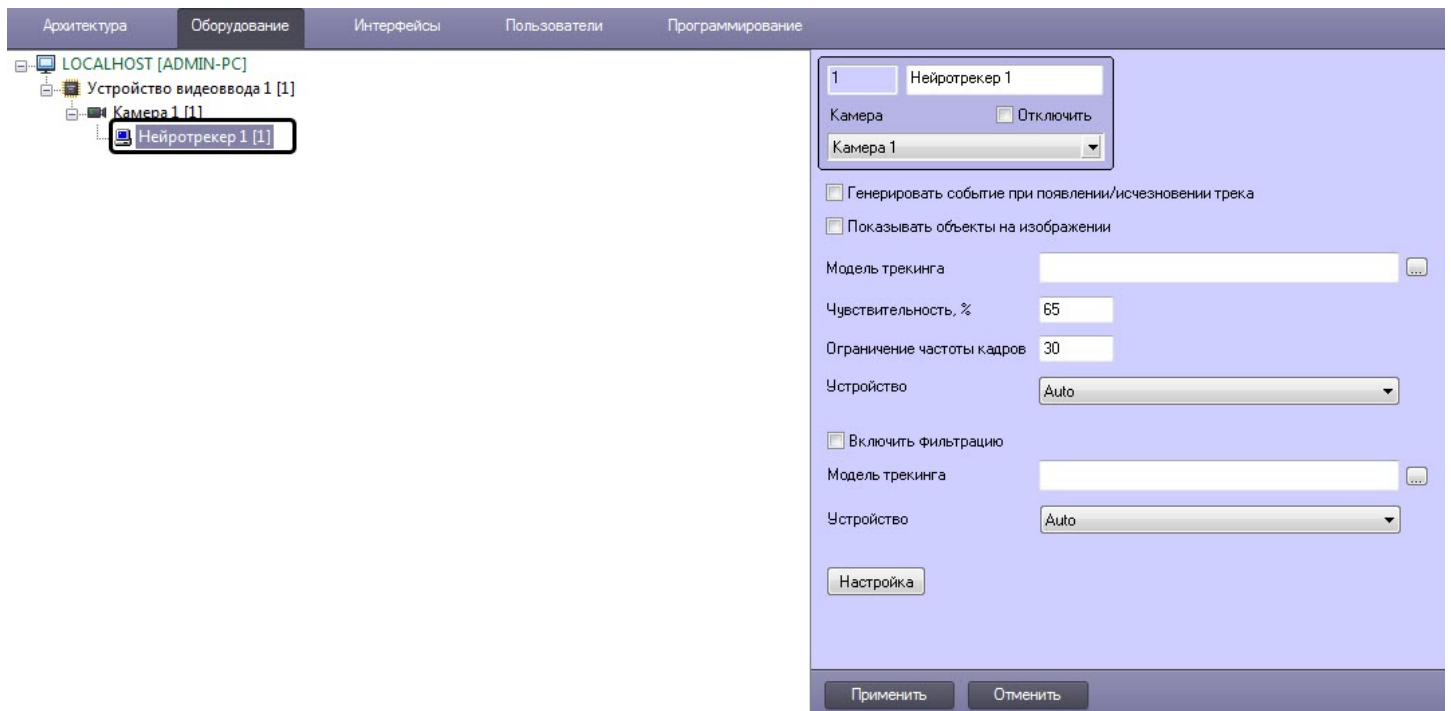 Архитектура Оборудование Интерфейсы Пользователи Программирование
LOCALHOST [ADMIN-PC]
Устройство видеоввода 1 [1]
Камера 1 [1]
Нейротрекер 1 [1]
1 Нейротрекер 1
Камера Отключить
Камера 1
Генерировать событие при появлении/исчезновении трека
Показывать объекты на изображении
Модель трекинга ...
Чувствительность, % 65
Ограничение частоты кадров 30
Устройство Auto
Включить фильтрацию
Модель трекинга ...
Устройство Auto
Настройка
Применить Отменить